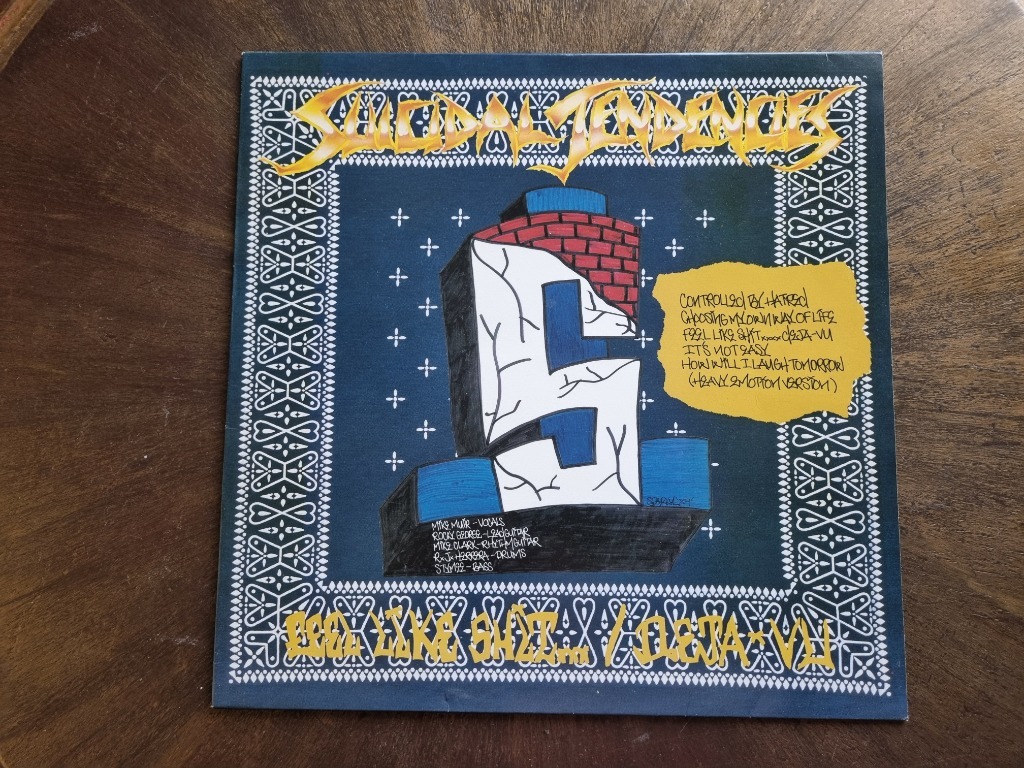 SUICIDAL TENDENCIES
CONTROLLED BY HATRED
CHOOSING MY OWN WAY OF LIFE
FEEL LIKE SHIT....DEJA-VU
IT'S NOT EASY
HOW WILL I LAUGH TOMORROW
(HEAVY EMOTION VERSION)
MIKE MUIR - VOCALS
ROCKY GEORGE - LEAD GUITAR
MIKE CLARK - RHYTHM GUITAR
R.J. HERRERA - DRUMS
STYMEE - BASS
FEEL LIKE SHIT... / DEJA-VU